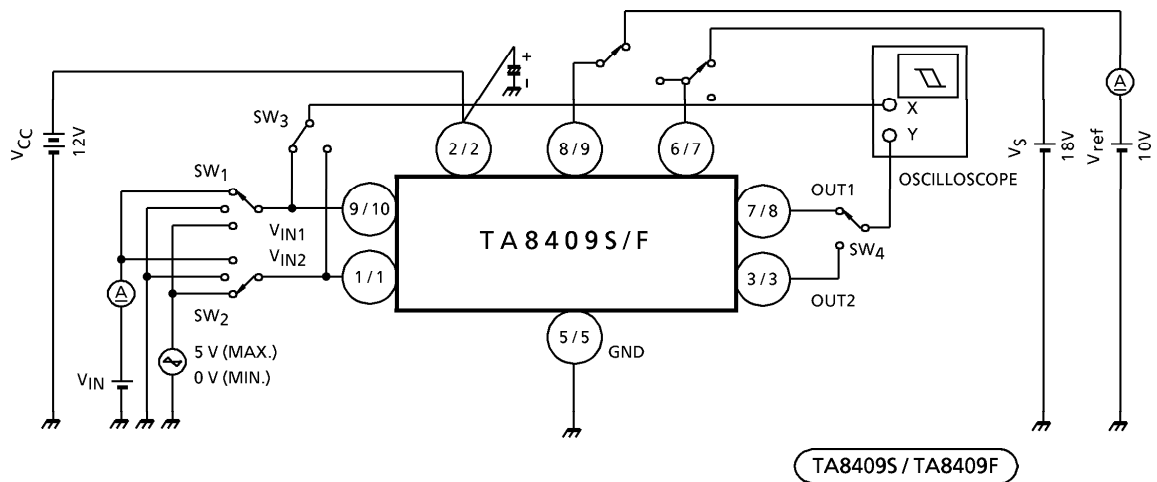 VCC
12V
SW3
SW1
VIN1
VIN2
SW2
A
VIN
5 V (MAX.)
0 V (MIN.)
+
-
2 / 2
8 / 9
6 / 7
9 / 10
1 / 1
TA8409S/F
7 / 8
3 / 3
5 / 5
GND
OUT1
SW4
OUT2
X
Y
OSCILLOSCOPE
VS
18V
A
Vref
10V
TA8409S / TA8409F